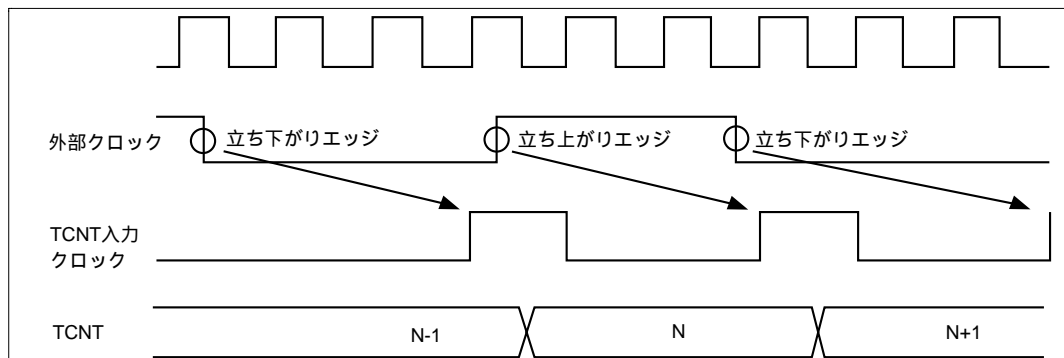 外部クロック
立ち下がりエッジ
立ち上がりエッジ
立ち下がりエッジ
TCNT入力
クロック
TCNT
N-1
N
N+1